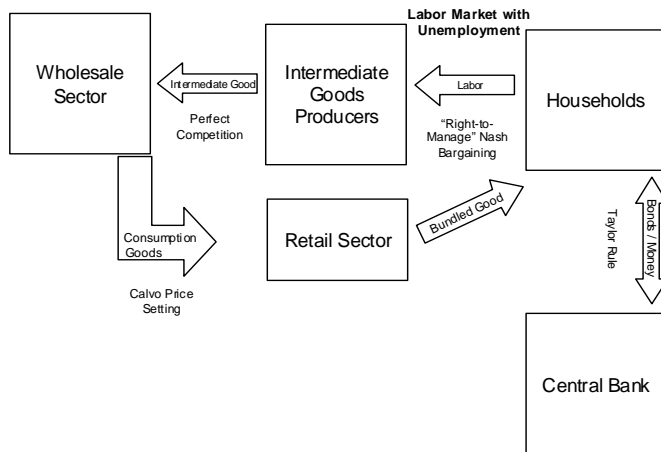 Labor Market with
Unemployment
Wholesale
Sector
Intermediate Good
Perfect
Competition
Intermediate
Goods
Producers
Labor
"Right-to-
Manage" Nash
Bargaining
Households
Consumption
Goods
Calvo Price
Setting
Retail Sector
Bundled Good
Taylor Rule
Bonds / Money
Central Bank